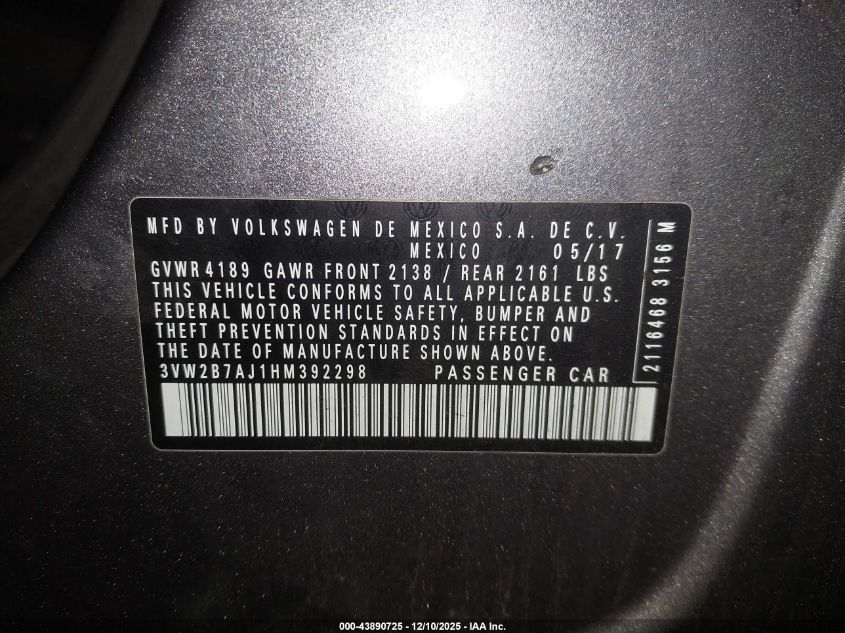 MFD BY VOLKSWAGEN DE MEXICO S.A. DE C.V.
MEXICO 05/17
GVWR 4189 GAWR FRONT 2138 / REAR 2161 LBS
THIS VEHICLE CONFORMS TO ALL APPLICABLE U.S.
FEDERAL MOTOR VEHICLE SAFETY, BUMPER AND
THEFT PREVENTION STANDARDS IN EFFECT ON
THE DATE OF MANUFACTURE SHOWN ABOVE.
3VW2B7AJ1HM392298 PASSENGER CAR
2116468 3156 M
000-43890725 - 12/10/2025 - IAA Inc.